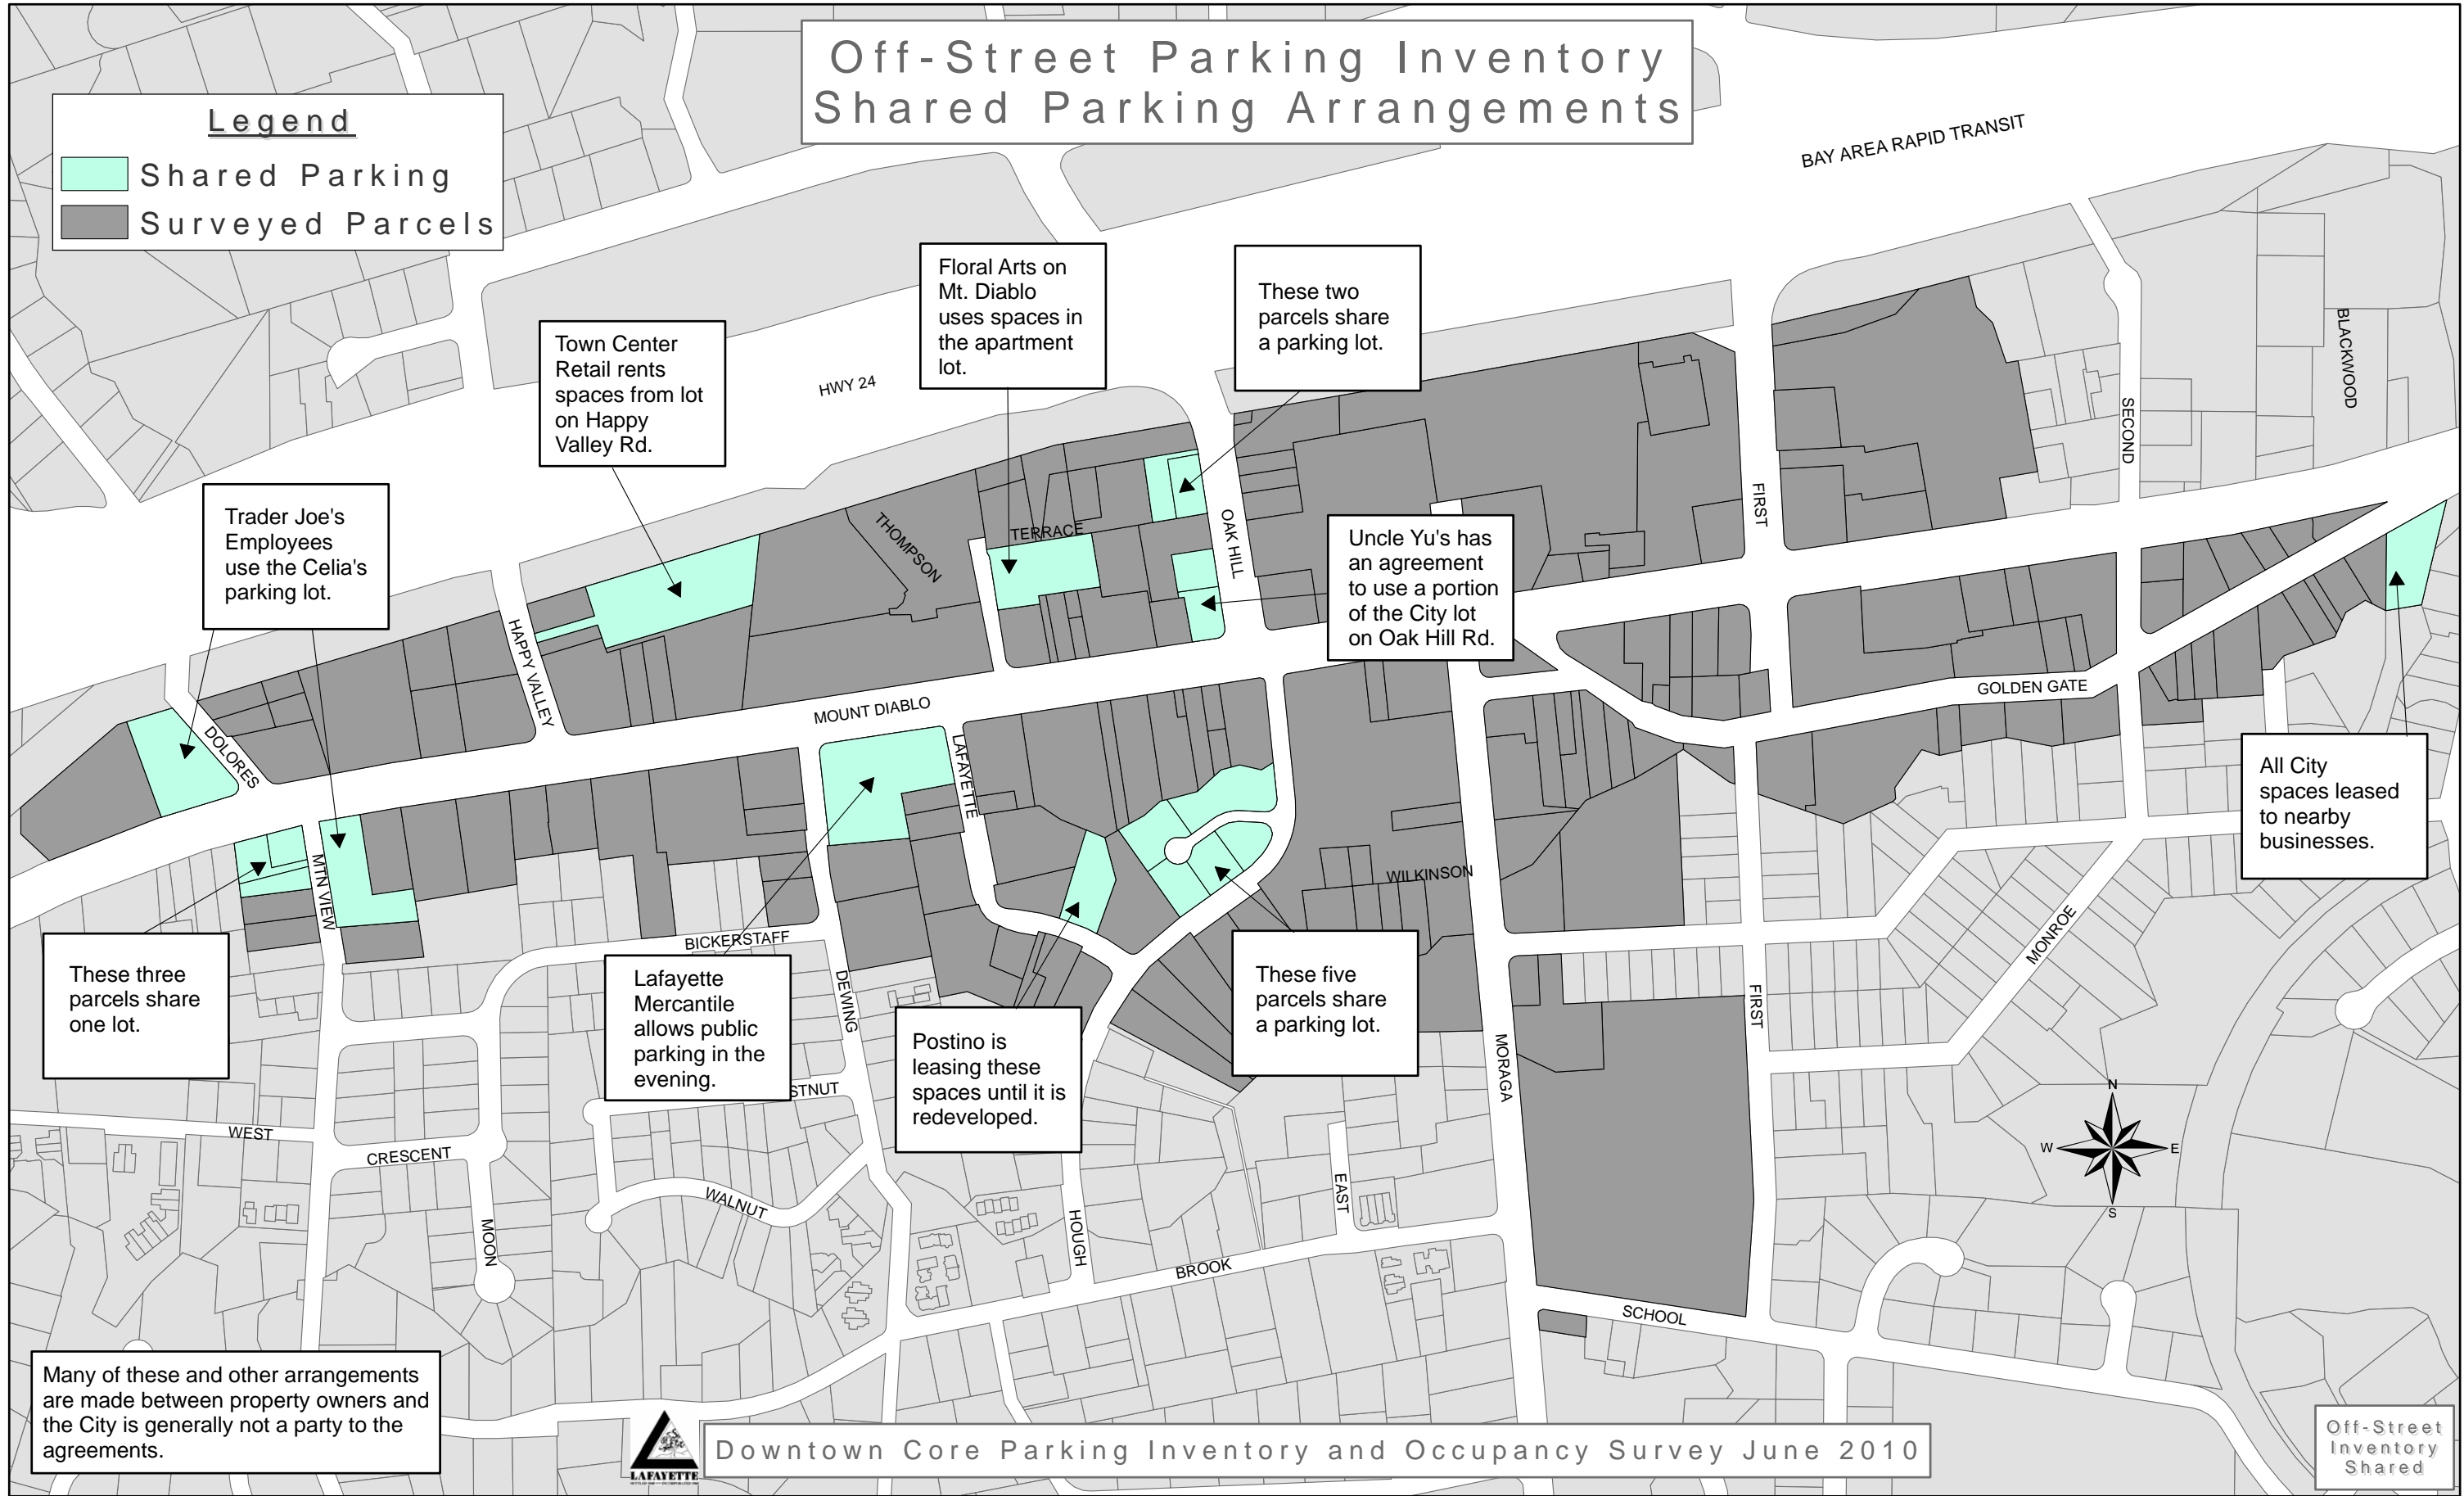 Off-Street Parking Inventory
Shared Parking Arrangements
Legend
Shared Parking
Surveyed Parcels
BAY AREA RAPID TRANSIT
HWY 24
Floral Arts on
Mt. Diablo
uses spaces in
the apartment
lot.
These two
parcels share
a parking lot.
Town Center
Retail rents
spaces from lot
on Happy
Valley Rd.
Trader Joe's
Employees
use the Celia's
parking lot.
Uncle Yu's has
an agreement
to use a portion
of the City lot
on Oak Hill Rd.
BLACKWOOD
SECOND
FIRST
OAK HILL
TERRACE
THOMPSON
HAPPY VALLEY
DOLORES
MOUNT DIABLO
LAFAYETTE
GOLDEN GATE
MTN VIEW
WILKINSON
BICKERSTAFF
DEWING
MONROE
FIRST
MORAGA
All City
spaces leased
to nearby
businesses.
These three
parcels share
one lot.
Lafayette
Mercantile
allows public
parking in the
evening.
Postino is
leasing these
spaces until it is
redeveloped.
These five
parcels share
a parking lot.
STNUT
WEST
CRESCENT
MOON
WALNUT
HOUGH
EAST
BROOK
SCHOOL
N
W
E
S
Many of these and other arrangements
are made between property owners and
the City is generally not a party to the
agreements.
LAFAYETTE
Downtown Core Parking Inventory and Occupancy Survey June 2010
Off-Street
Inventory
Shared